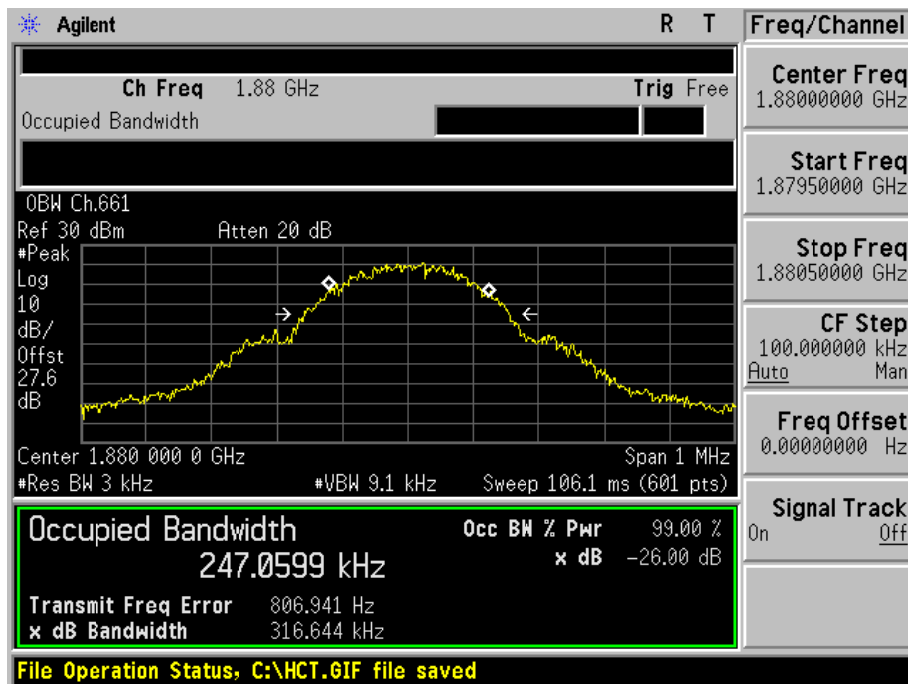 Agilent R T Freq/Channel
Ch Freq 1.88 GHz Trig Free
Occupied Bandwidth
Center Freq
1.88000000 GHz
Start Freq
1.87950000 GHz
Stop Freq
1.88050000 GHz
CF Step
100.000000 kHz
Auto Man
Freq Offset
0.00000000 Hz
Signal Track
On Off
OBW Ch.661
Ref 30 dBm Atten 20 dB
#Peak
Log
10
dB/
Offst
27.6
dB
Center 1.880 000 0 GHz Span 1 MHz
#Res BW 3 kHz #VBW 9.1 kHz Sweep 106.1 ms (601 pts)
Occupied Bandwidth Occ BW % Pwr 99.00 %
247.0599 kHz x dB -26.00 dB
Transmit Freq Error 806.941 Hz
x dB Bandwidth 316.644 kHz
File Operation Status, C:\HCT.GIF file saved